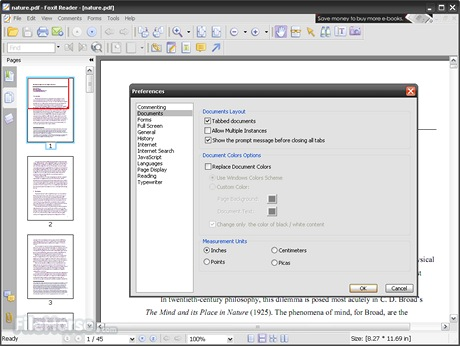 nature.pdf - Foxit Reader - [nature.pdf]
File Edit View Comments Forms Tools Help
Save money to buy more e-books.
Find
Pages
1
2
3
Preferences
Commenting
Documents
Forms
Full Screen
General
History
Internet
Internet Search
JavaScript
Languages
Page Display
Reading
Typewriter
Documents Layout
Tabbed documents
Allow Multiple Instances
Show the prompt message before closing all tabs
Document Colors Options
Replace Document Colors
Use Windows Colors Scheme
Custom Color:
Page Background:
Document Text:
Change only the color of black / white content
Measurement Units
Inches
Centimeters
Points
Picas
OK
Cancel
ysical
t
In twentieth-century philosophy, this dilemma is posed most acutely in C. D. Broad's
The Mind and its Place in Nature (1925). The phenomena of mind, for Broad, are the
FileHorse.com
1 / 45
100%
Size: [8.27 * 11.69 in]